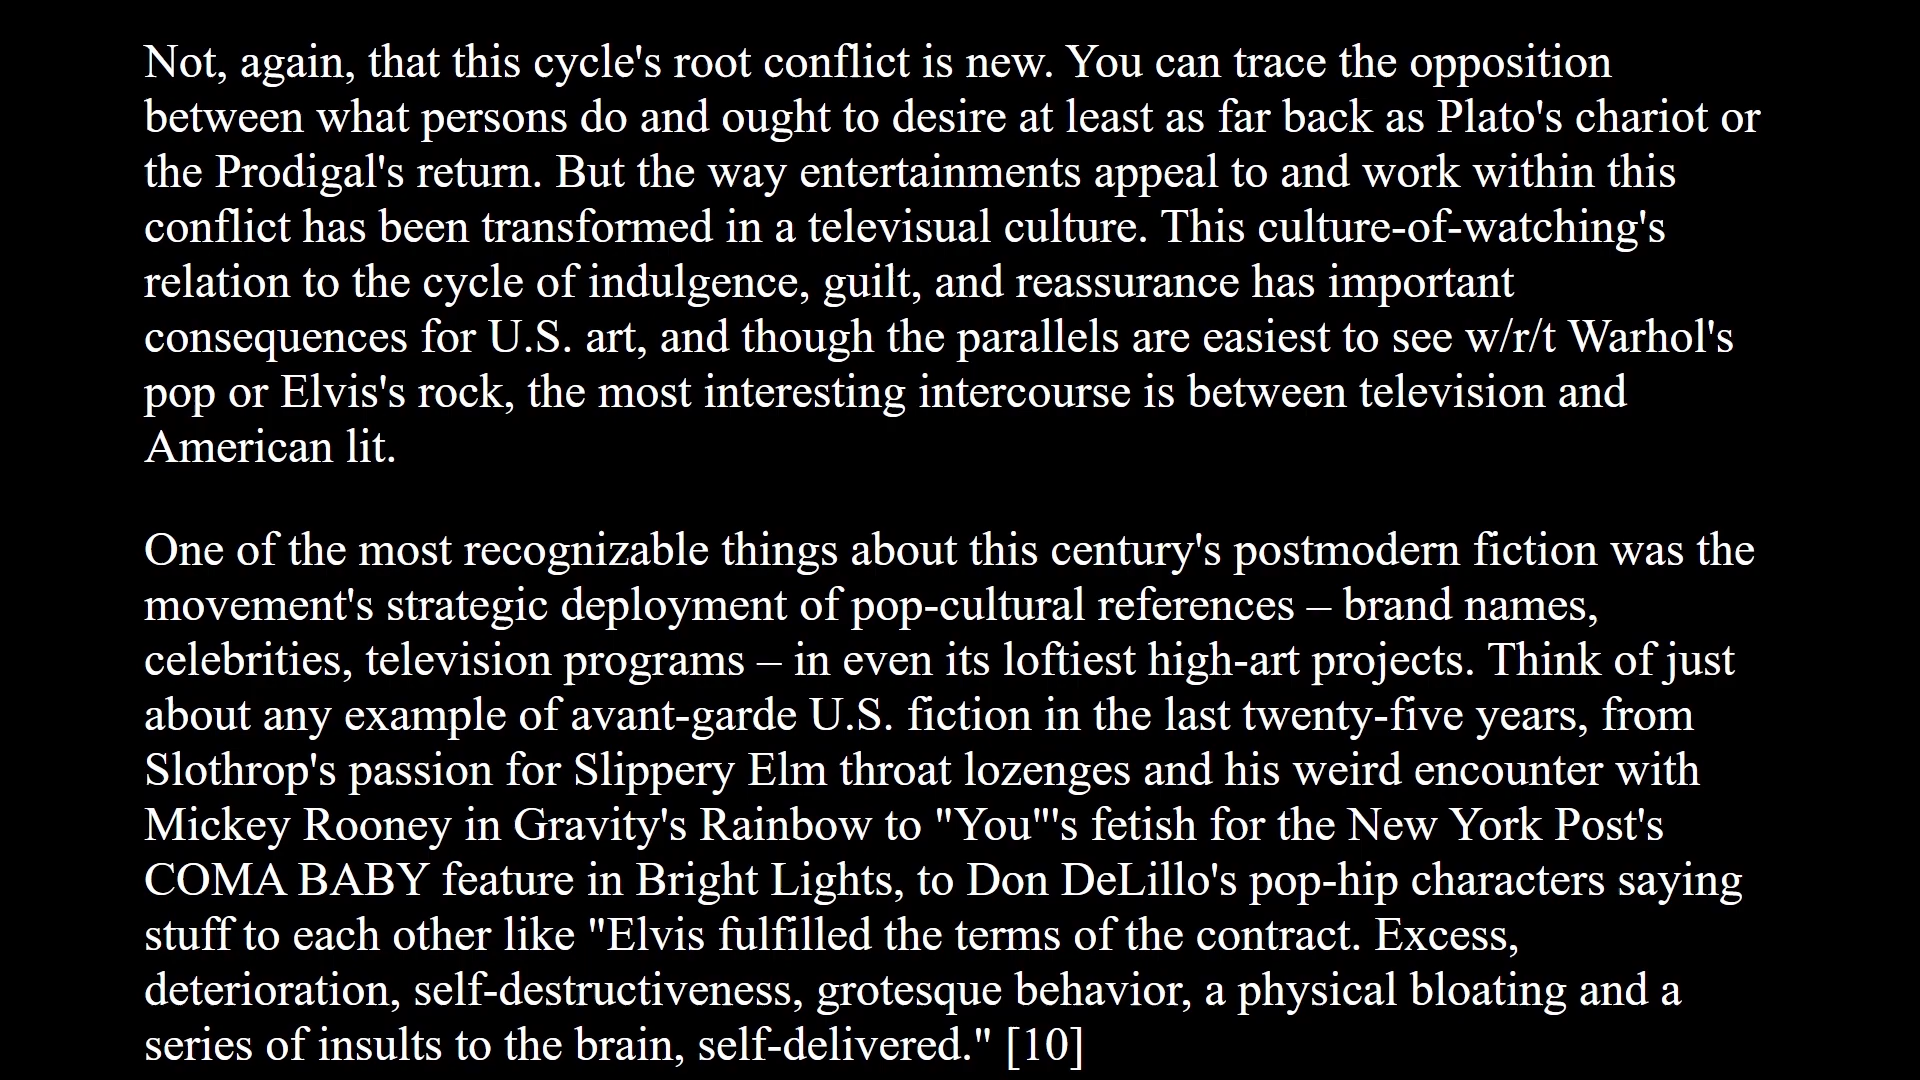 Not, again, that this cycle's root conflict is new. You can trace the opposition
between what persons do and ought to desire at least as far back as Plato's chariot or
the Prodigal's return. But the way entertainments appeal to and work within this
conflict has been transformed in a televisual culture. This culture-of-watching's
relation to the cycle of indulgence, guilt, and reassurance has important
consequences for U.S. art, and though the parallels are easiest to see w/r/t Warhol's
pop or Elvis's rock, the most interesting intercourse is between television and
American lit.
One of the most recognizable things about this century's postmodern fiction was the
movement's strategic deployment of pop-cultural references – brand names,
celebrities, television programs – in even its loftiest high-art projects. Think of just
about any example of avant-garde U.S. fiction in the last twenty-five years, from
Slothrop's passion for Slippery Elm throat lozenges and his weird encounter with
Mickey Rooney in Gravity's Rainbow to "You"'s fetish for the New York Post's
COMA BABY feature in Bright Lights, to Don DeLillo's pop-hip characters saying
stuff to each other like "Elvis fulfilled the terms of the contract. Excess,
deterioration, self-destructiveness, grotesque behavior, a physical bloating and a
series of insults to the brain, self-delivered." [10]